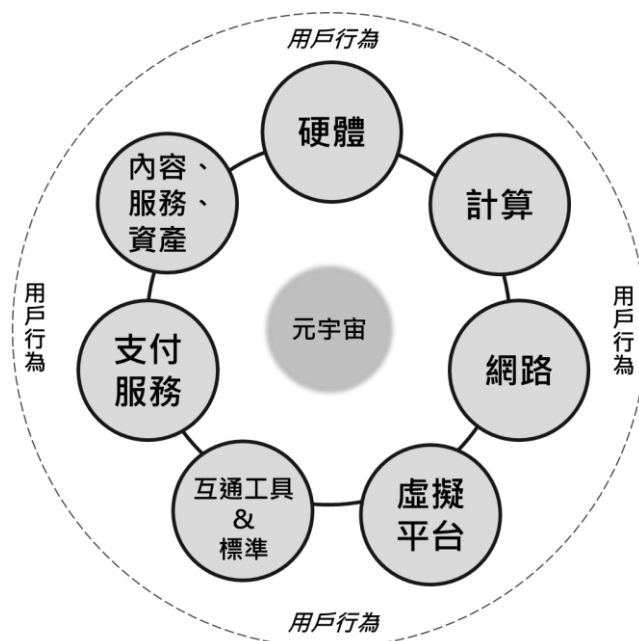 用戶行為
硬體
內容、
服務、
資產
計算
元宇宙
用戶行為
用戶行為
支付
服務
網路
互通工具
&
標準
虛擬
平台
用戶行為